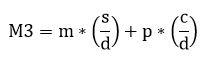 M3 = m * (s/d) + p * (c/d)